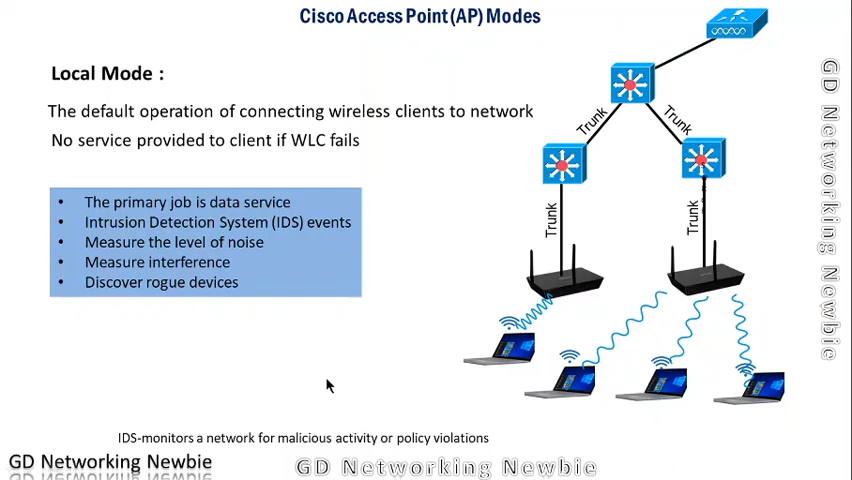 Cisco Access Point (AP) Modes
Local Mode :
The default operation of connecting wireless clients to network
No service provided to client if WLC fails
• The primary job is data service
• Intrusion Detection System (IDS) events
• Measure the level of noise
• Measure interference
• Discover rogue devices
Trunk
Trunk
Trunk
Trunk
GD Networking Newbie
IDS-monitors a network for malicious activity or policy violations
GD Networking Newbie
GD Networking Newbie